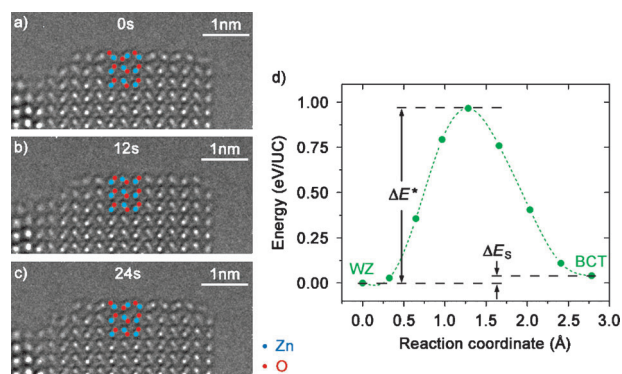 a)
0s
1nm
b)
12s
1nm
c)
24s
1nm
Zn
O
d)
Energy (eV/UC)
1.00
0.75
0.50
0.25
0.00
ΔE*
ΔES
WZ
BCT
0.0 0.5 1.0 1.5 2.0 2.5 3.0
Reaction coordinate (Å)